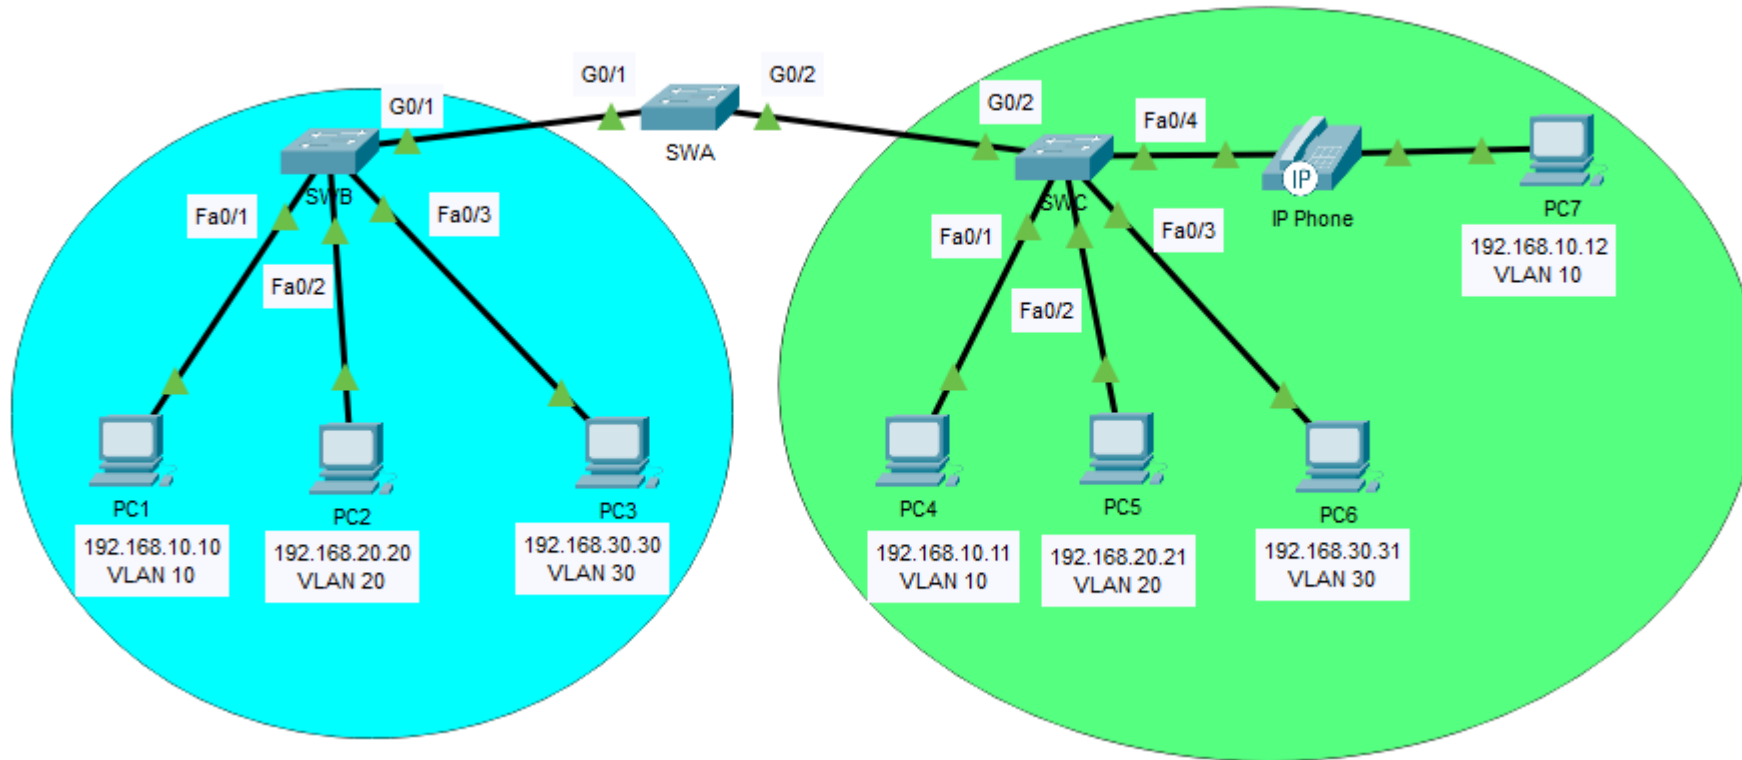 G0/1
G0/1
G0/2
SWA
SWB
Fa0/1
Fa0/2
Fa0/3
PC1
192.168.10.10
VLAN 10
PC2
192.168.20.20
VLAN 20
PC3
192.168.30.30
VLAN 30
G0/2
SWC
Fa0/4
IP
IP Phone
PC7
192.168.10.12
VLAN 10
Fa0/1
Fa0/2
Fa0/3
PC4
192.168.10.11
VLAN 10
PC5
192.168.20.21
VLAN 20
PC6
192.168.30.31
VLAN 30